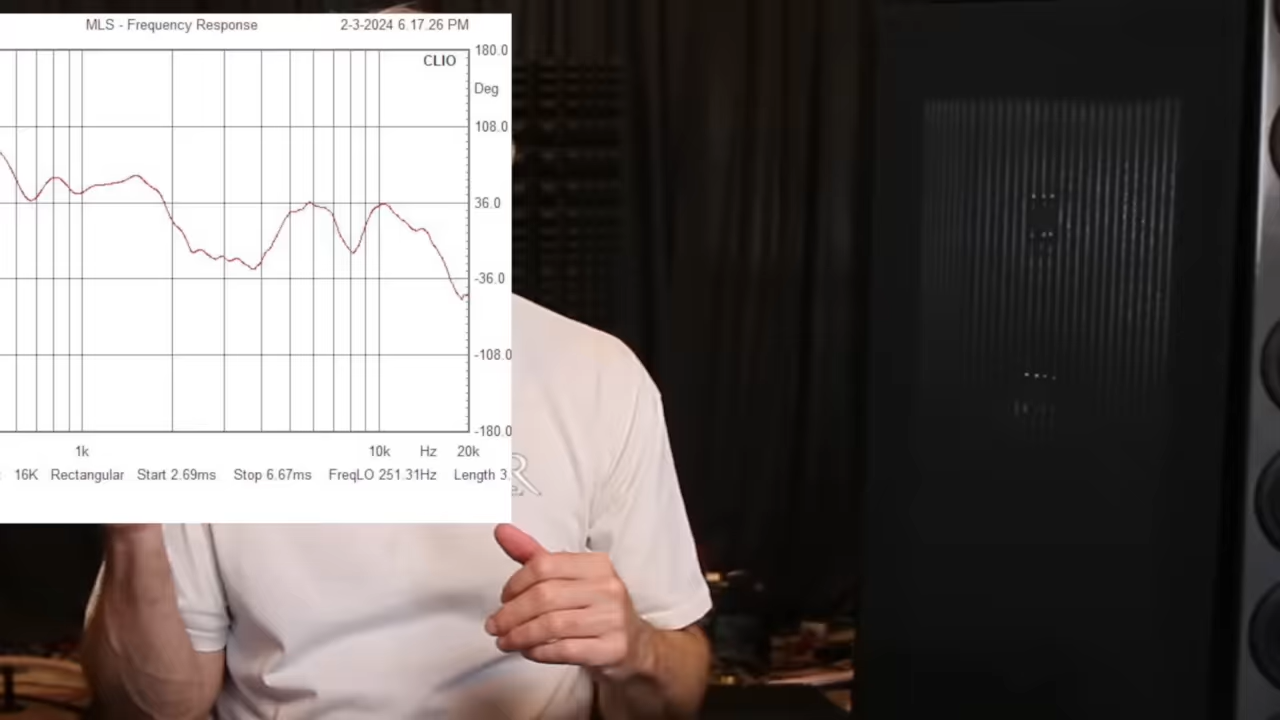 MLS - Frequency Response 2-3-2024 6.17.26 PM
180.0
CLIO
Deg
108.0
36.0
-36.0
-108.0
-180.0
1k 10k Hz 20k
16K Rectangular Start 2.69ms Stop 6.67ms FreqLO 251.31Hz Length 3.
R